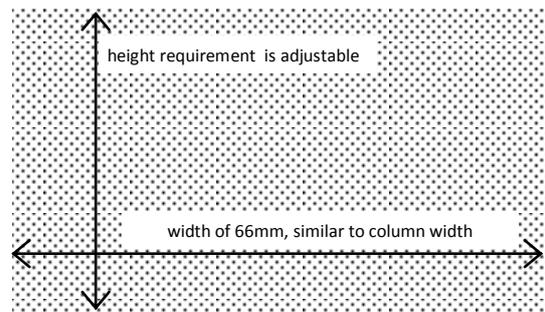 height requirement is adjustable
width of 66mm, similar to column width